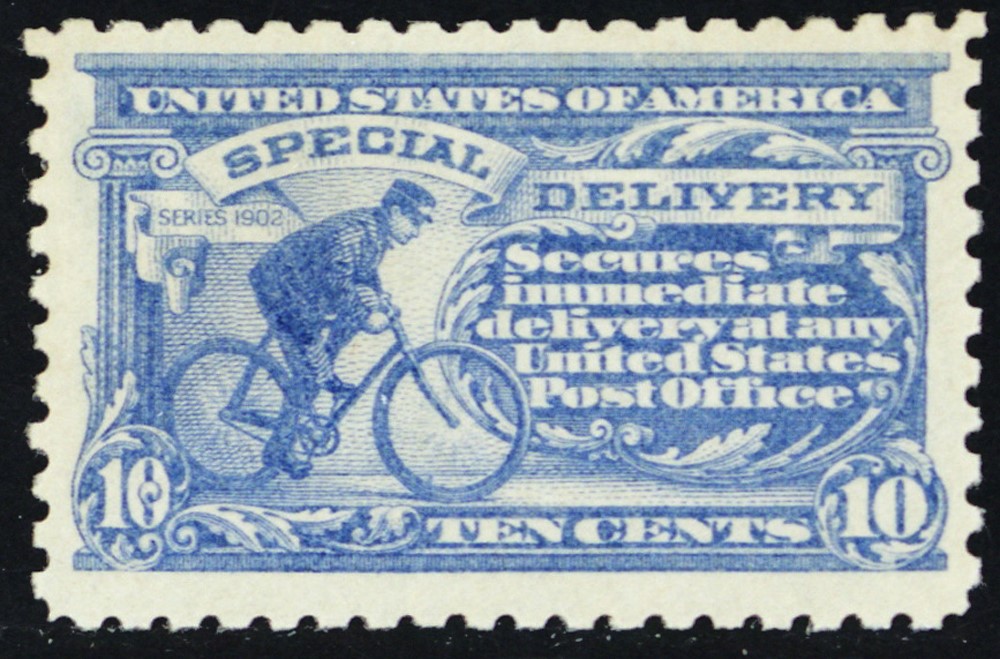 UNITED STATES OF AMERICA
SPECIAL
DELIVERY
SERIES 1902
Secures
immediate
delivery at any
United States
Post Office
10
TEN CENTS
10